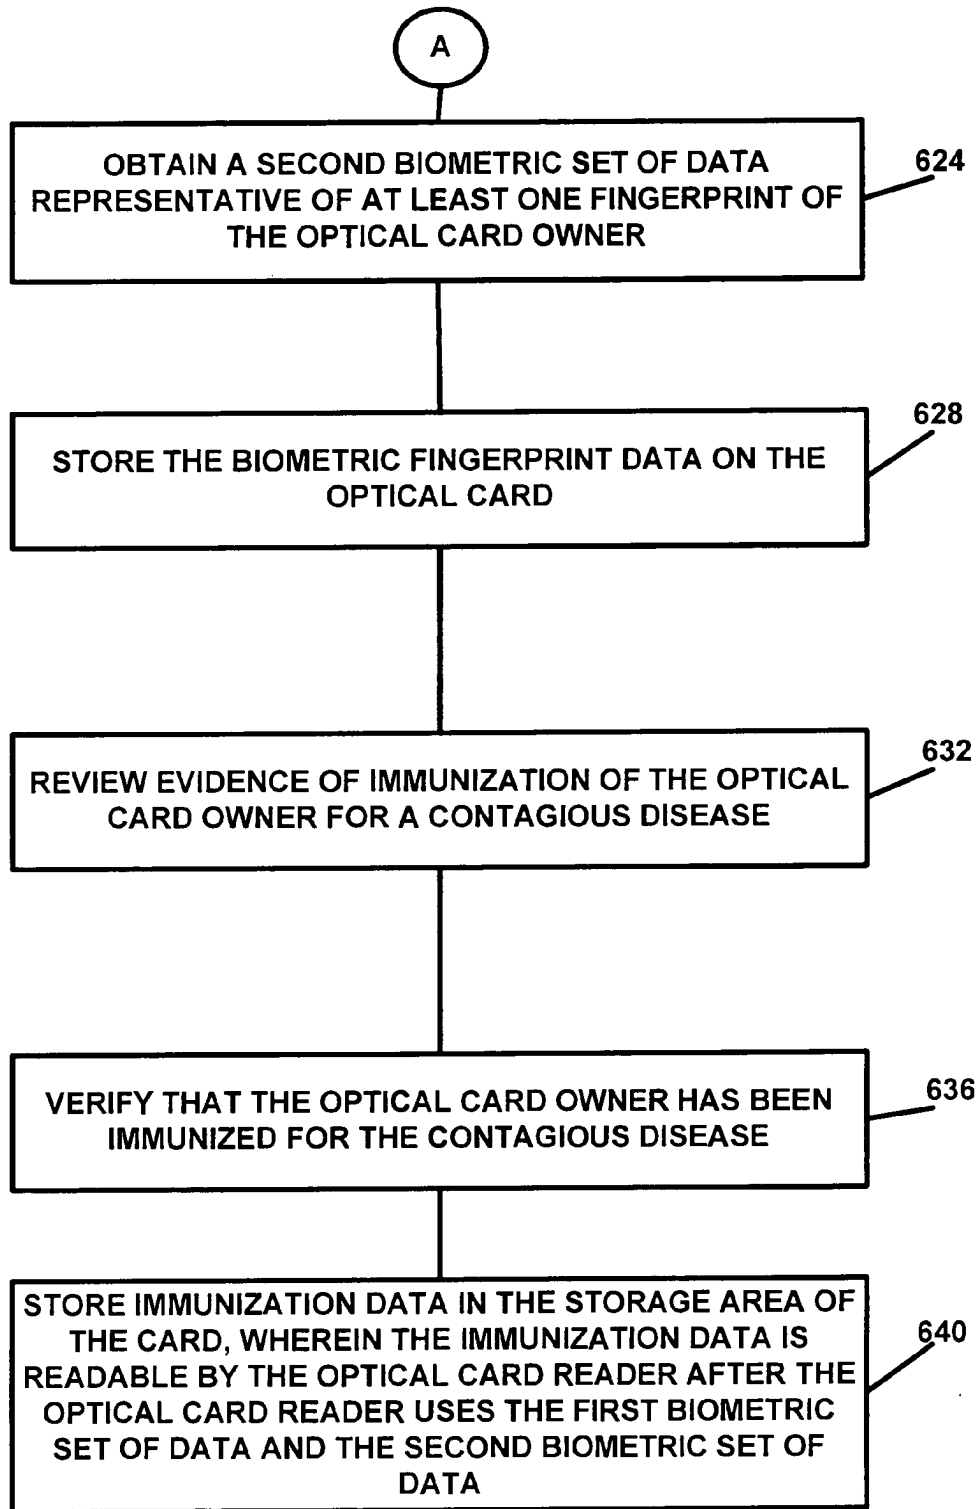 A
OBTAIN A SECOND BIOMETRIC SET OF DATA
REPRESENTATIVE OF AT LEAST ONE FINGERPRINT OF
THE OPTICAL CARD OWNER
624
STORE THE BIOMETRIC FINGERPRINT DATA ON THE
OPTICAL CARD
628
REVIEW EVIDENCE OF IMMUNIZATION OF THE OPTICAL
CARD OWNER FOR A CONTAGIOUS DISEASE
632
VERIFY THAT THE OPTICAL CARD OWNER HAS BEEN
IMMUNIZED FOR THE CONTAGIOUS DISEASE
636
STORE IMMUNIZATION DATA IN THE STORAGE AREA OF
THE CARD, WHEREIN THE IMMUNIZATION DATA IS
READABLE BY THE OPTICAL CARD READER AFTER THE
OPTICAL CARD READER USES THE FIRST BIOMETRIC
SET OF DATA AND THE SECOND BIOMETRIC SET OF
DATA
640